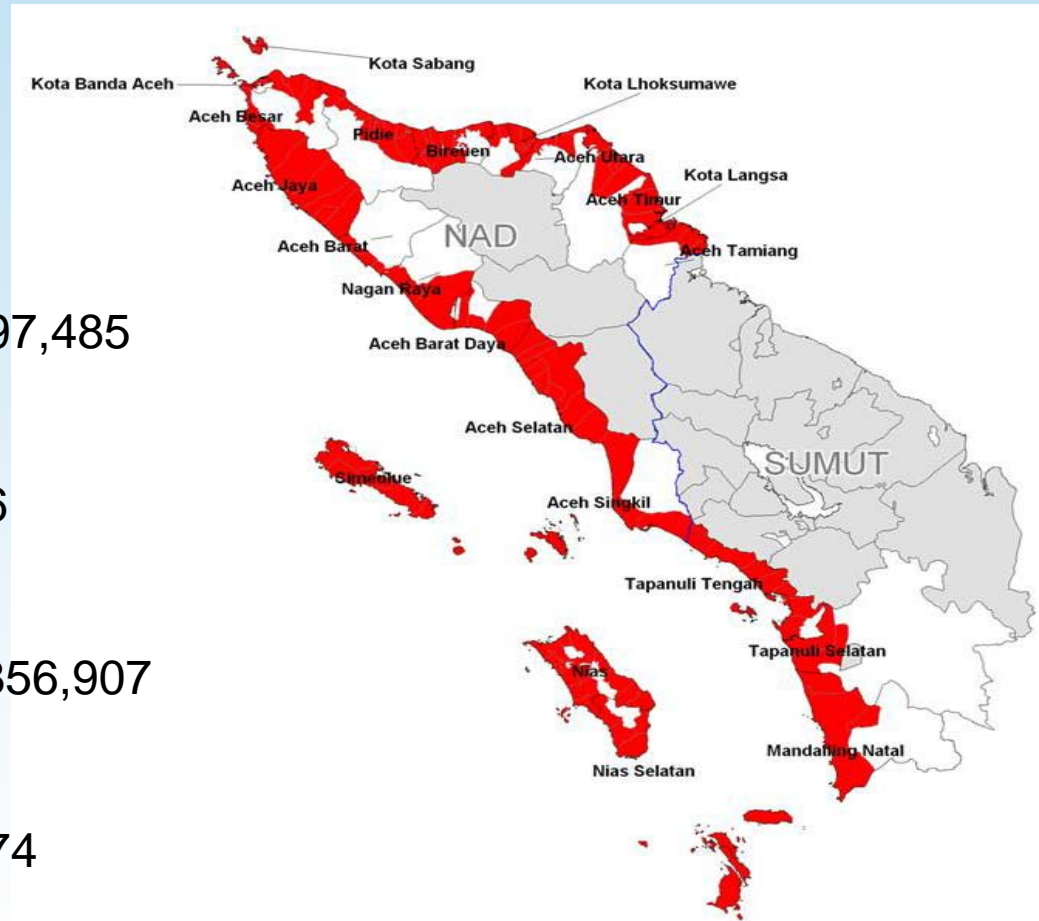 Kota Sabang
Kota Banda Aceh
Kota Lhoksumawe
Aceh Besar
Pidie
Bireuen
Aceh Utara
Aceh Jaya
Kota Langsa
Aceh Timur
Aceh Barat
NAD
Aceh Tamiang
Nagan Raya
97,485
Aceh Barat Daya
Aceh Selatan
SUMUT
Simeulue
Aceh Singkil
6
Tapanuli Tengah
Tapanuli Selatan
Nias
356,907
Mandailing Natal
Nias Selatan
74